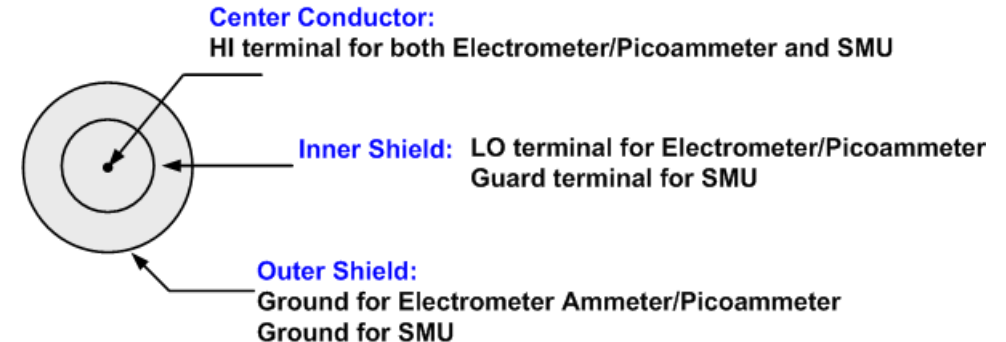 Center Conductor:
HI terminal for both Electrometer/Picoammeter and SMU
Inner Shield: LO terminal for Electrometer/Picoammeter
Guard terminal for SMU
Outer Shield:
Ground for Electrometer Ammeter/Picoammeter
Ground for SMU